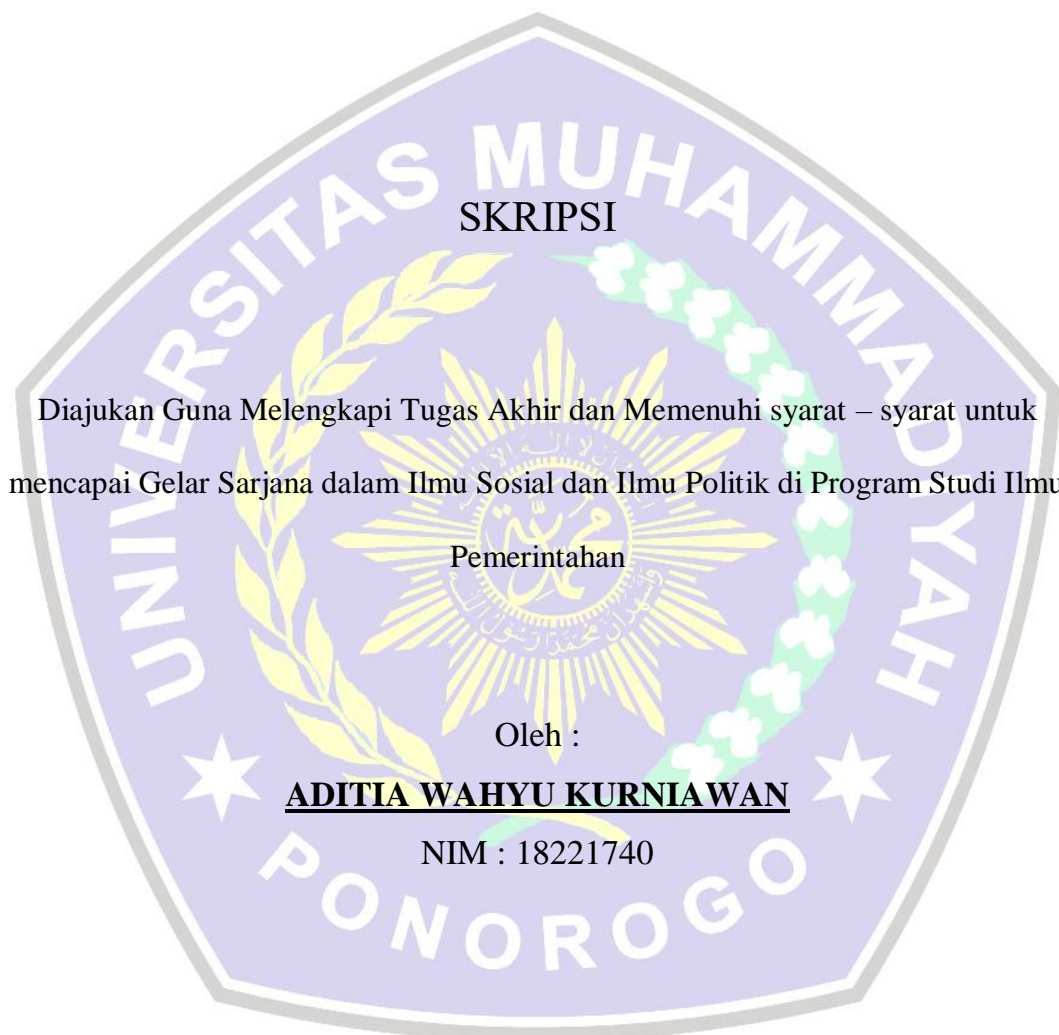 UNIVERSITAS MUHAMMADIYAH
SKRIPSI
Diajukan Guna Melengkapi Tugas Akhir dan Memenuhi syarat – syarat untuk
mencapai Gelar Sarjana dalam Ilmu Sosial dan Ilmu Politik di Program Studi Ilmu
Pemerintahan
محمد
Oleh :
ADITIA WAHYU KURNIAWAN
NIM : 18221740
PONOROGO